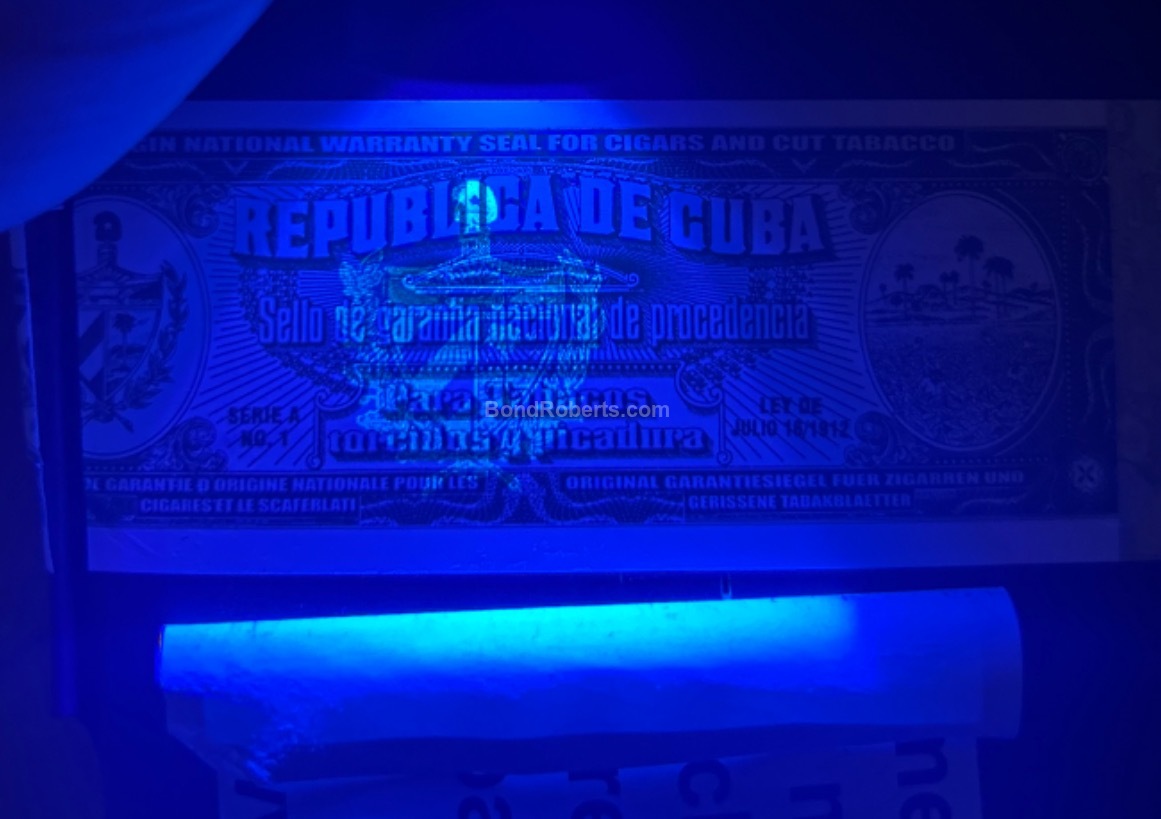 GIN NATIONAL WARRANTY SEAL FOR CIGARS AND CUT TABACCO
REPUBLICA DE CUBA
Sello de garantia nacional de procedencia
Para tabacos
torcidos y picadura
SERIE A
NO. 1
LEY DE
JULIO 16/1912
BondRoberts.com
DE GARANTIE D ORIGINE NATIONALE POUR LES
CIGARES ET LE SCAFERLATI
ORIGINAL GARANTIESIEGEL FUER ZIGARREN UND
GERISSENE TABAKBLAETTER